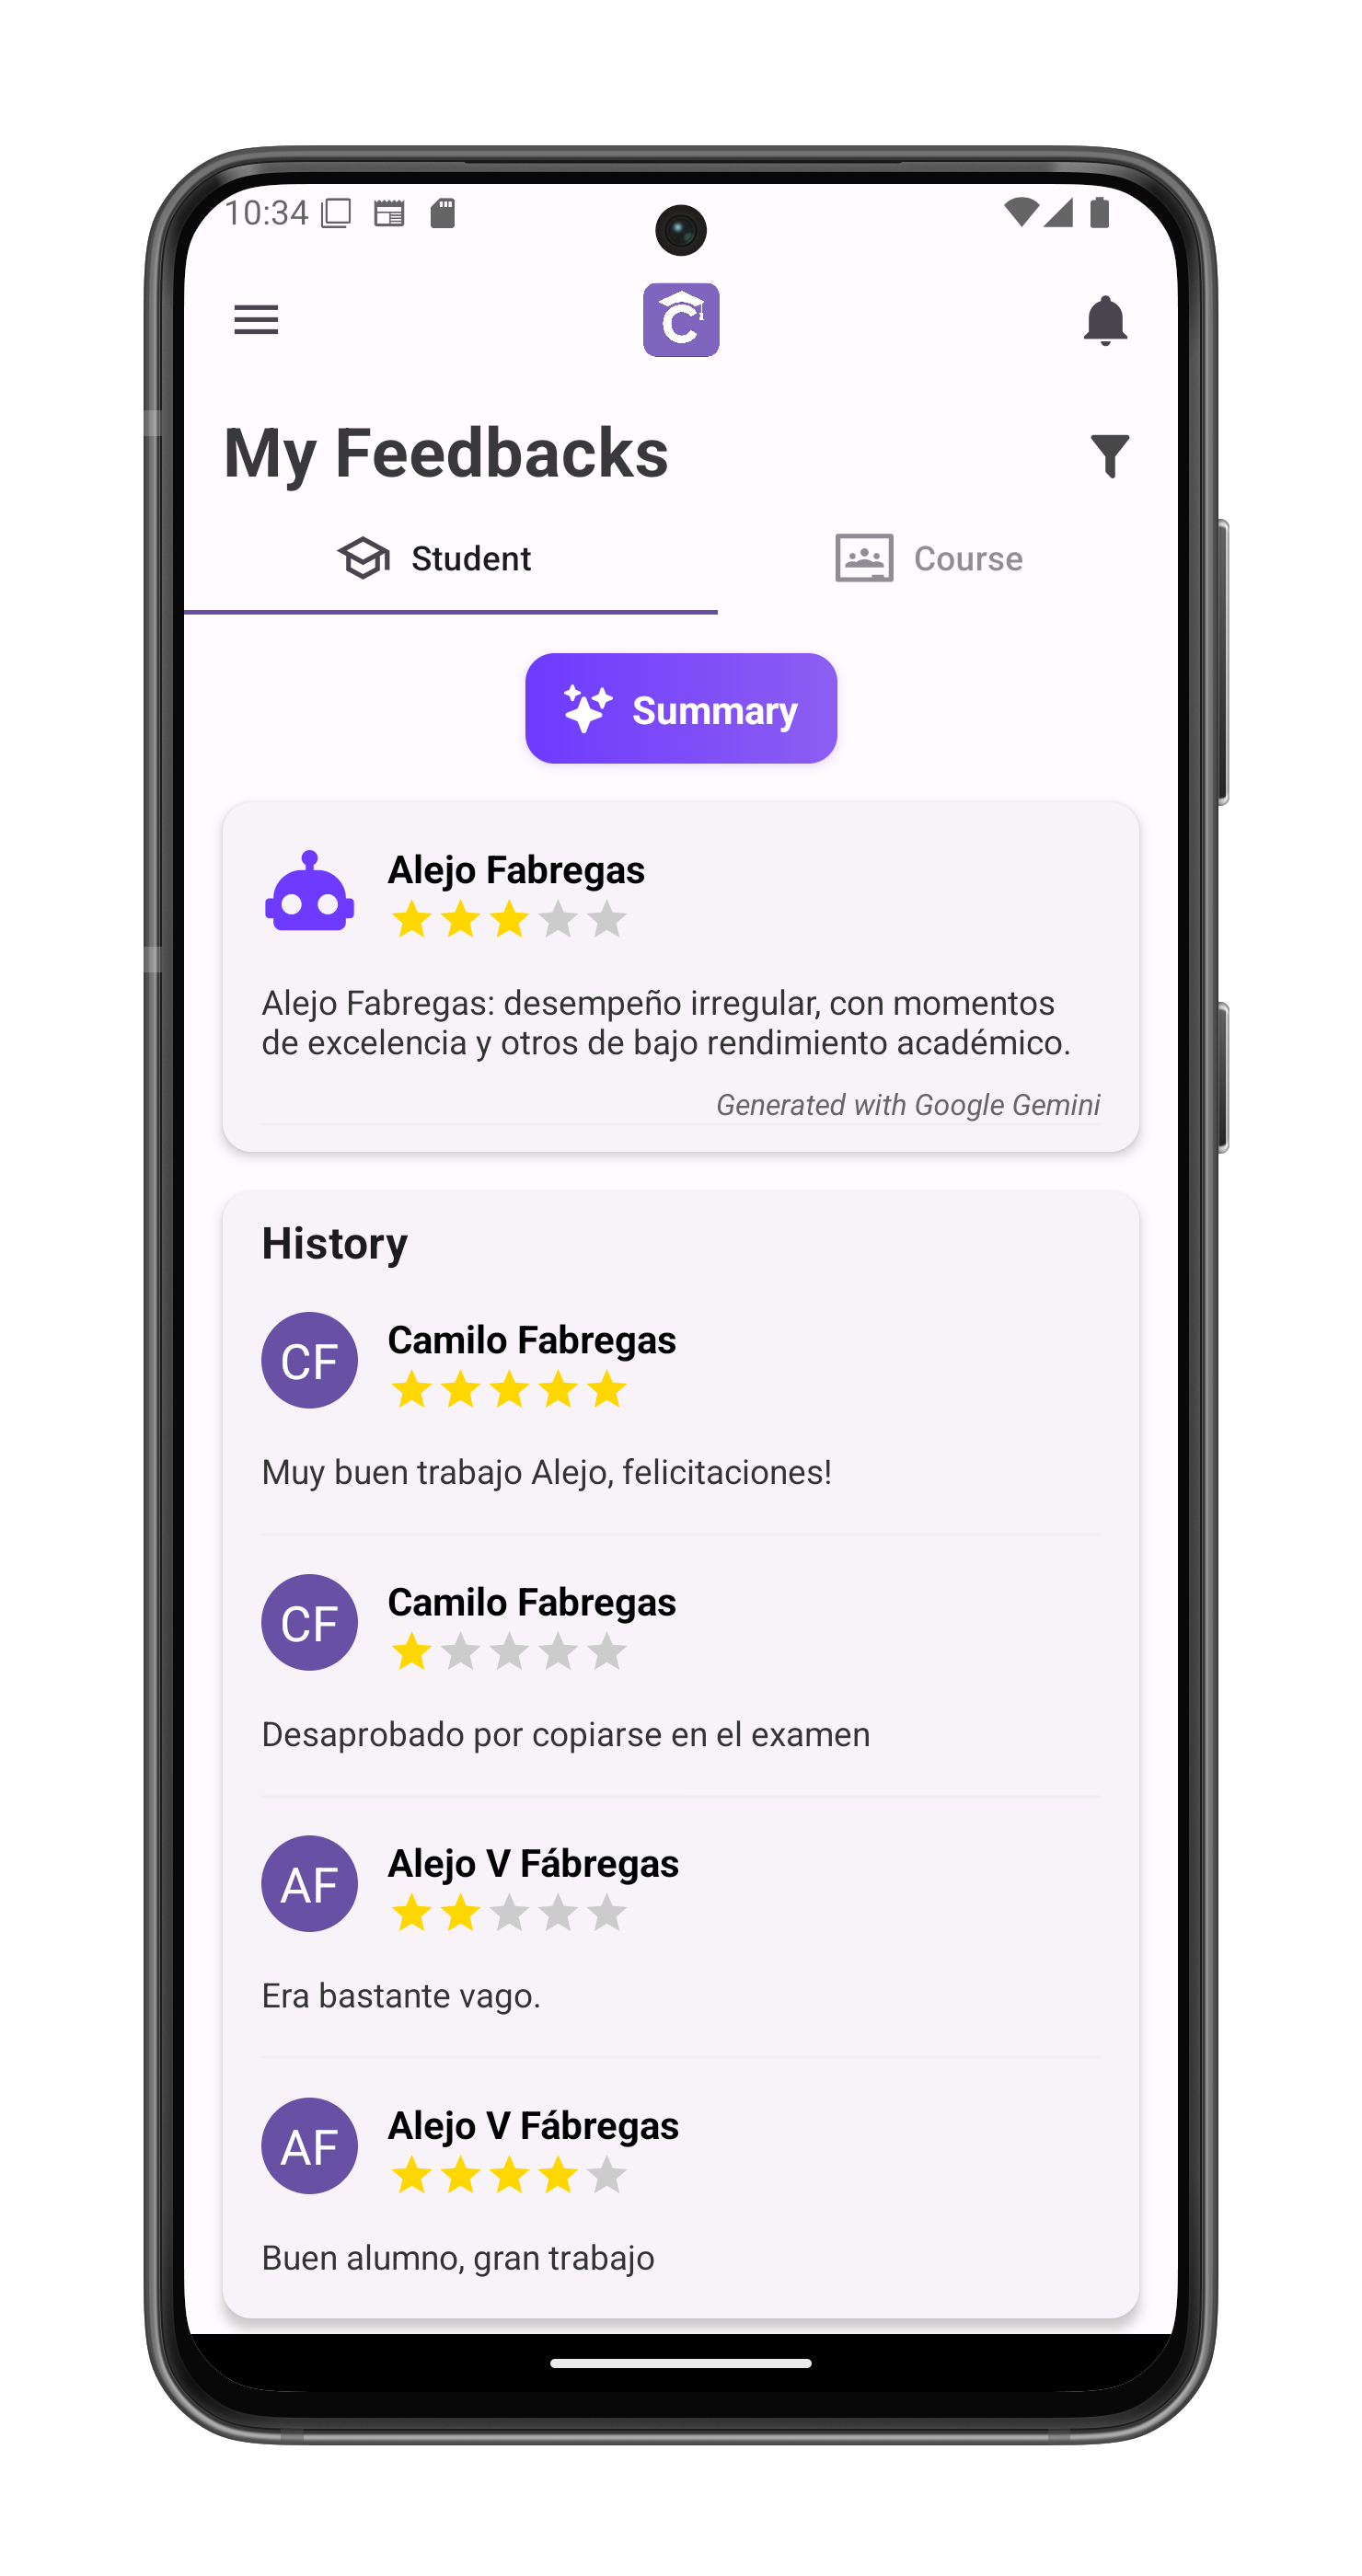 10:34
C
My Feedbacks
Student
Course
Summary
Alejo Fabregas
Alejo Fabregas: desempeño irregular, con momentos
de excelencia y otros de bajo rendimiento académico.
Generated with Google Gemini
History
CF
Camilo Fabregas
Muy buen trabajo Alejo, felicitaciones!
CF
Camilo Fabregas
Desaprobado por copiarse en el examen
AF
Alejo V Fábregas
Era bastante vago.
AF
Alejo V Fábregas
Buen alumno, gran trabajo